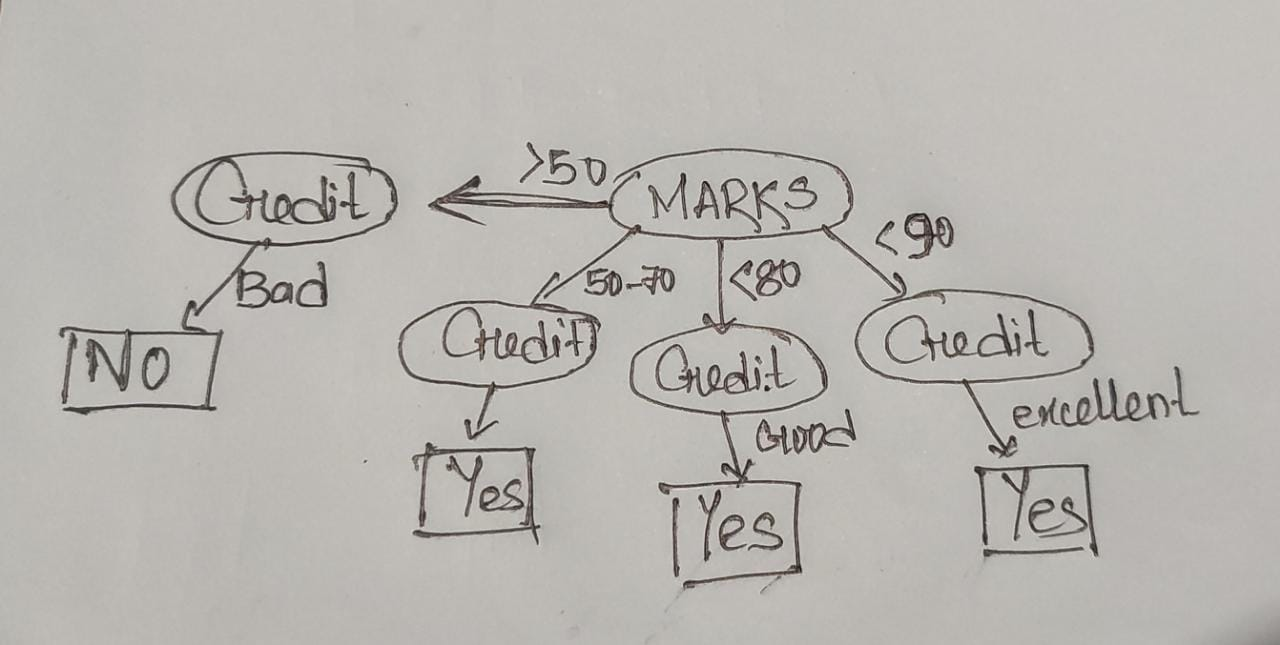 >50
MARKS
Credit
<90
Bad
50-70
<80
Credit
Credit
Credit
No
excellent
Good
Yes
Yes
Yes